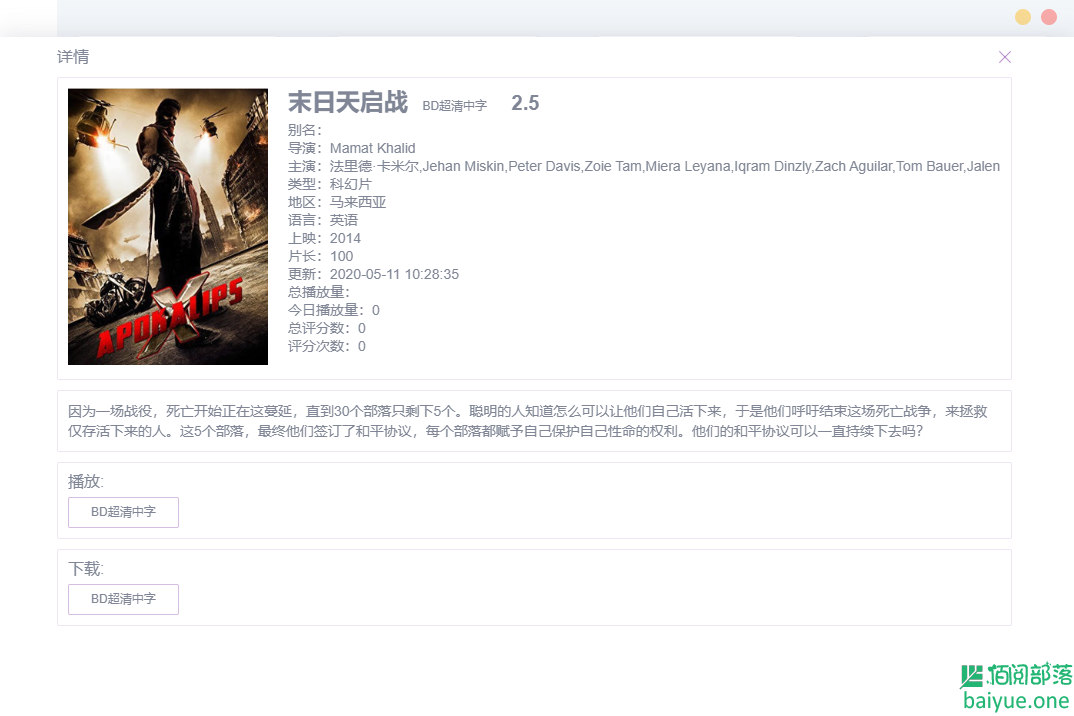 详情
末日天启战 BD超清中字 2.5
别名:
导演: Mamat Khalid
主演: 法里德·卡米尔,Jehan Miskin,Peter Davis,Zoie Tam,Miera Leyana,Iqram Dinzly,Zach Aguilar,Tom Bauer,Jalen
类型: 科幻片
地区: 马来西亚
语言: 英语
上映: 2014
片长: 100
更新: 2020-05-11 10:28:35
总播放量:
今日播放量: 0
总评分数: 0
评分次数: 0
APOKALIPS
X
因为一场战役，死亡开始正在这蔓延，直到30个部落只剩下5个。聪明的人知道怎么可以让他们自己活下来，于是他们呼吁结束这场死亡战争，来拯救
仅存活下来的人。这5个部落，最终他们签订了和平协议，每个部落都赋予自己保护自己性命的权利。他们的和平协议可以一直持续下去吗?
播放:
BD超清中字
下载:
BD超清中字
佰阅部落
baiyue.one